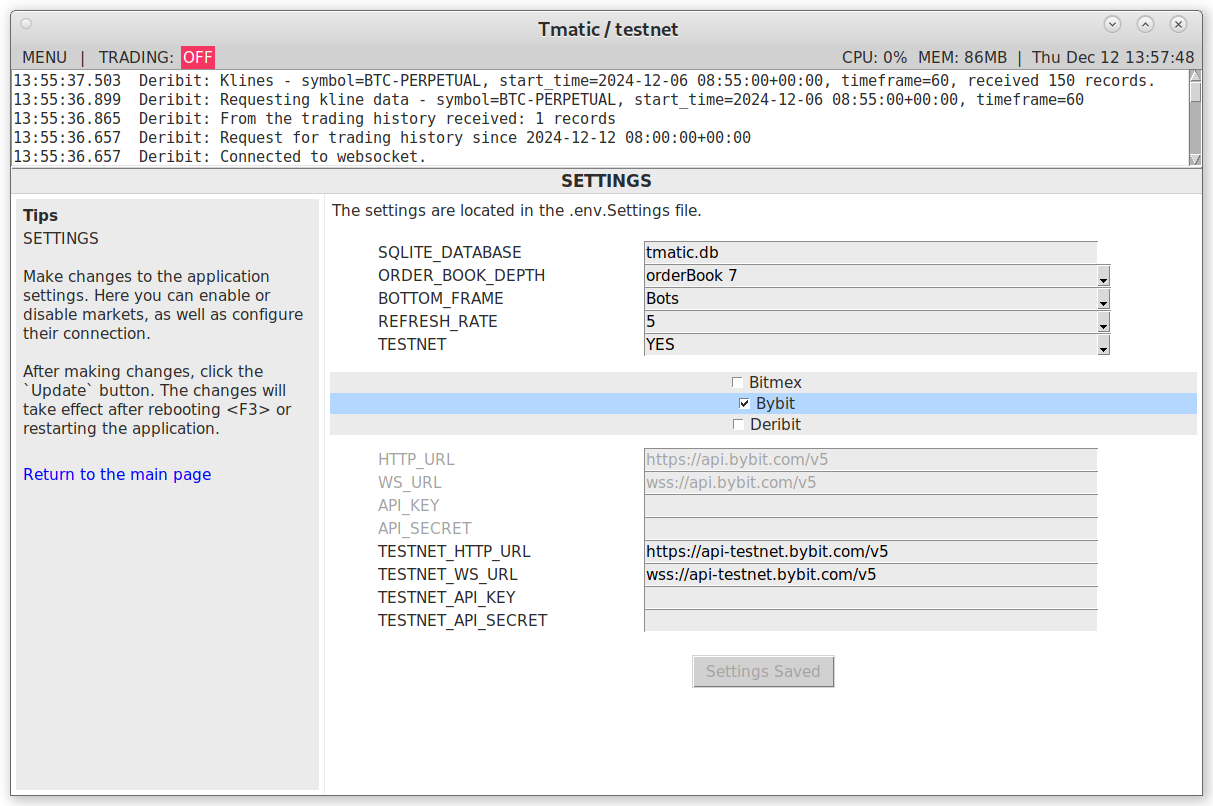 Tmatic / testnet
MENU | TRADING: OFF CPU: 0% MEM: 86MB | Thu Dec 12 13:57:48
13:55:37.503 Deribit: Klines - symbol=BTC-PERPETUAL, start_time=2024-12-06 08:55:00+00:00, timeframe=60, received 150 records.
13:55:36.899 Deribit: Requesting kline data - symbol=BTC-PERPETUAL, start_time=2024-12-06 08:55:00+00:00, timeframe=60
13:55:36.865 Deribit: From the trading history received: 1 records
13:55:36.657 Deribit: Request for trading history since 2024-12-12 08:00:00+00:00
13:55:36.657 Deribit: Connected to websocket.
SETTINGS
Tips
SETTINGS
Make changes to the application
settings. Here you can enable or
disable markets, as well as configure
their connection.
After making changes, click the
`Update` button. The changes will
take effect after rebooting <F3> or
restarting the application.
Return to the main page
The settings are located in the .env.Settings file.
SQLITE_DATABASE tmatic.db
ORDER_BOOK_DEPTH orderBook 7
BOTTOM_FRAME Bots
REFRESH_RATE 5
TESTNET YES
Bitmex
Bybit
Deribit
HTTP_URL https://api.bybit.com/v5
WS_URL wss://api.bybit.com/v5
API_KEY
API_SECRET
TESTNET_HTTP_URL https://api-testnet.bybit.com/v5
TESTNET_WS_URL wss://api-testnet.bybit.com/v5
TESTNET_API_KEY
TESTNET_API_SECRET
Settings Saved